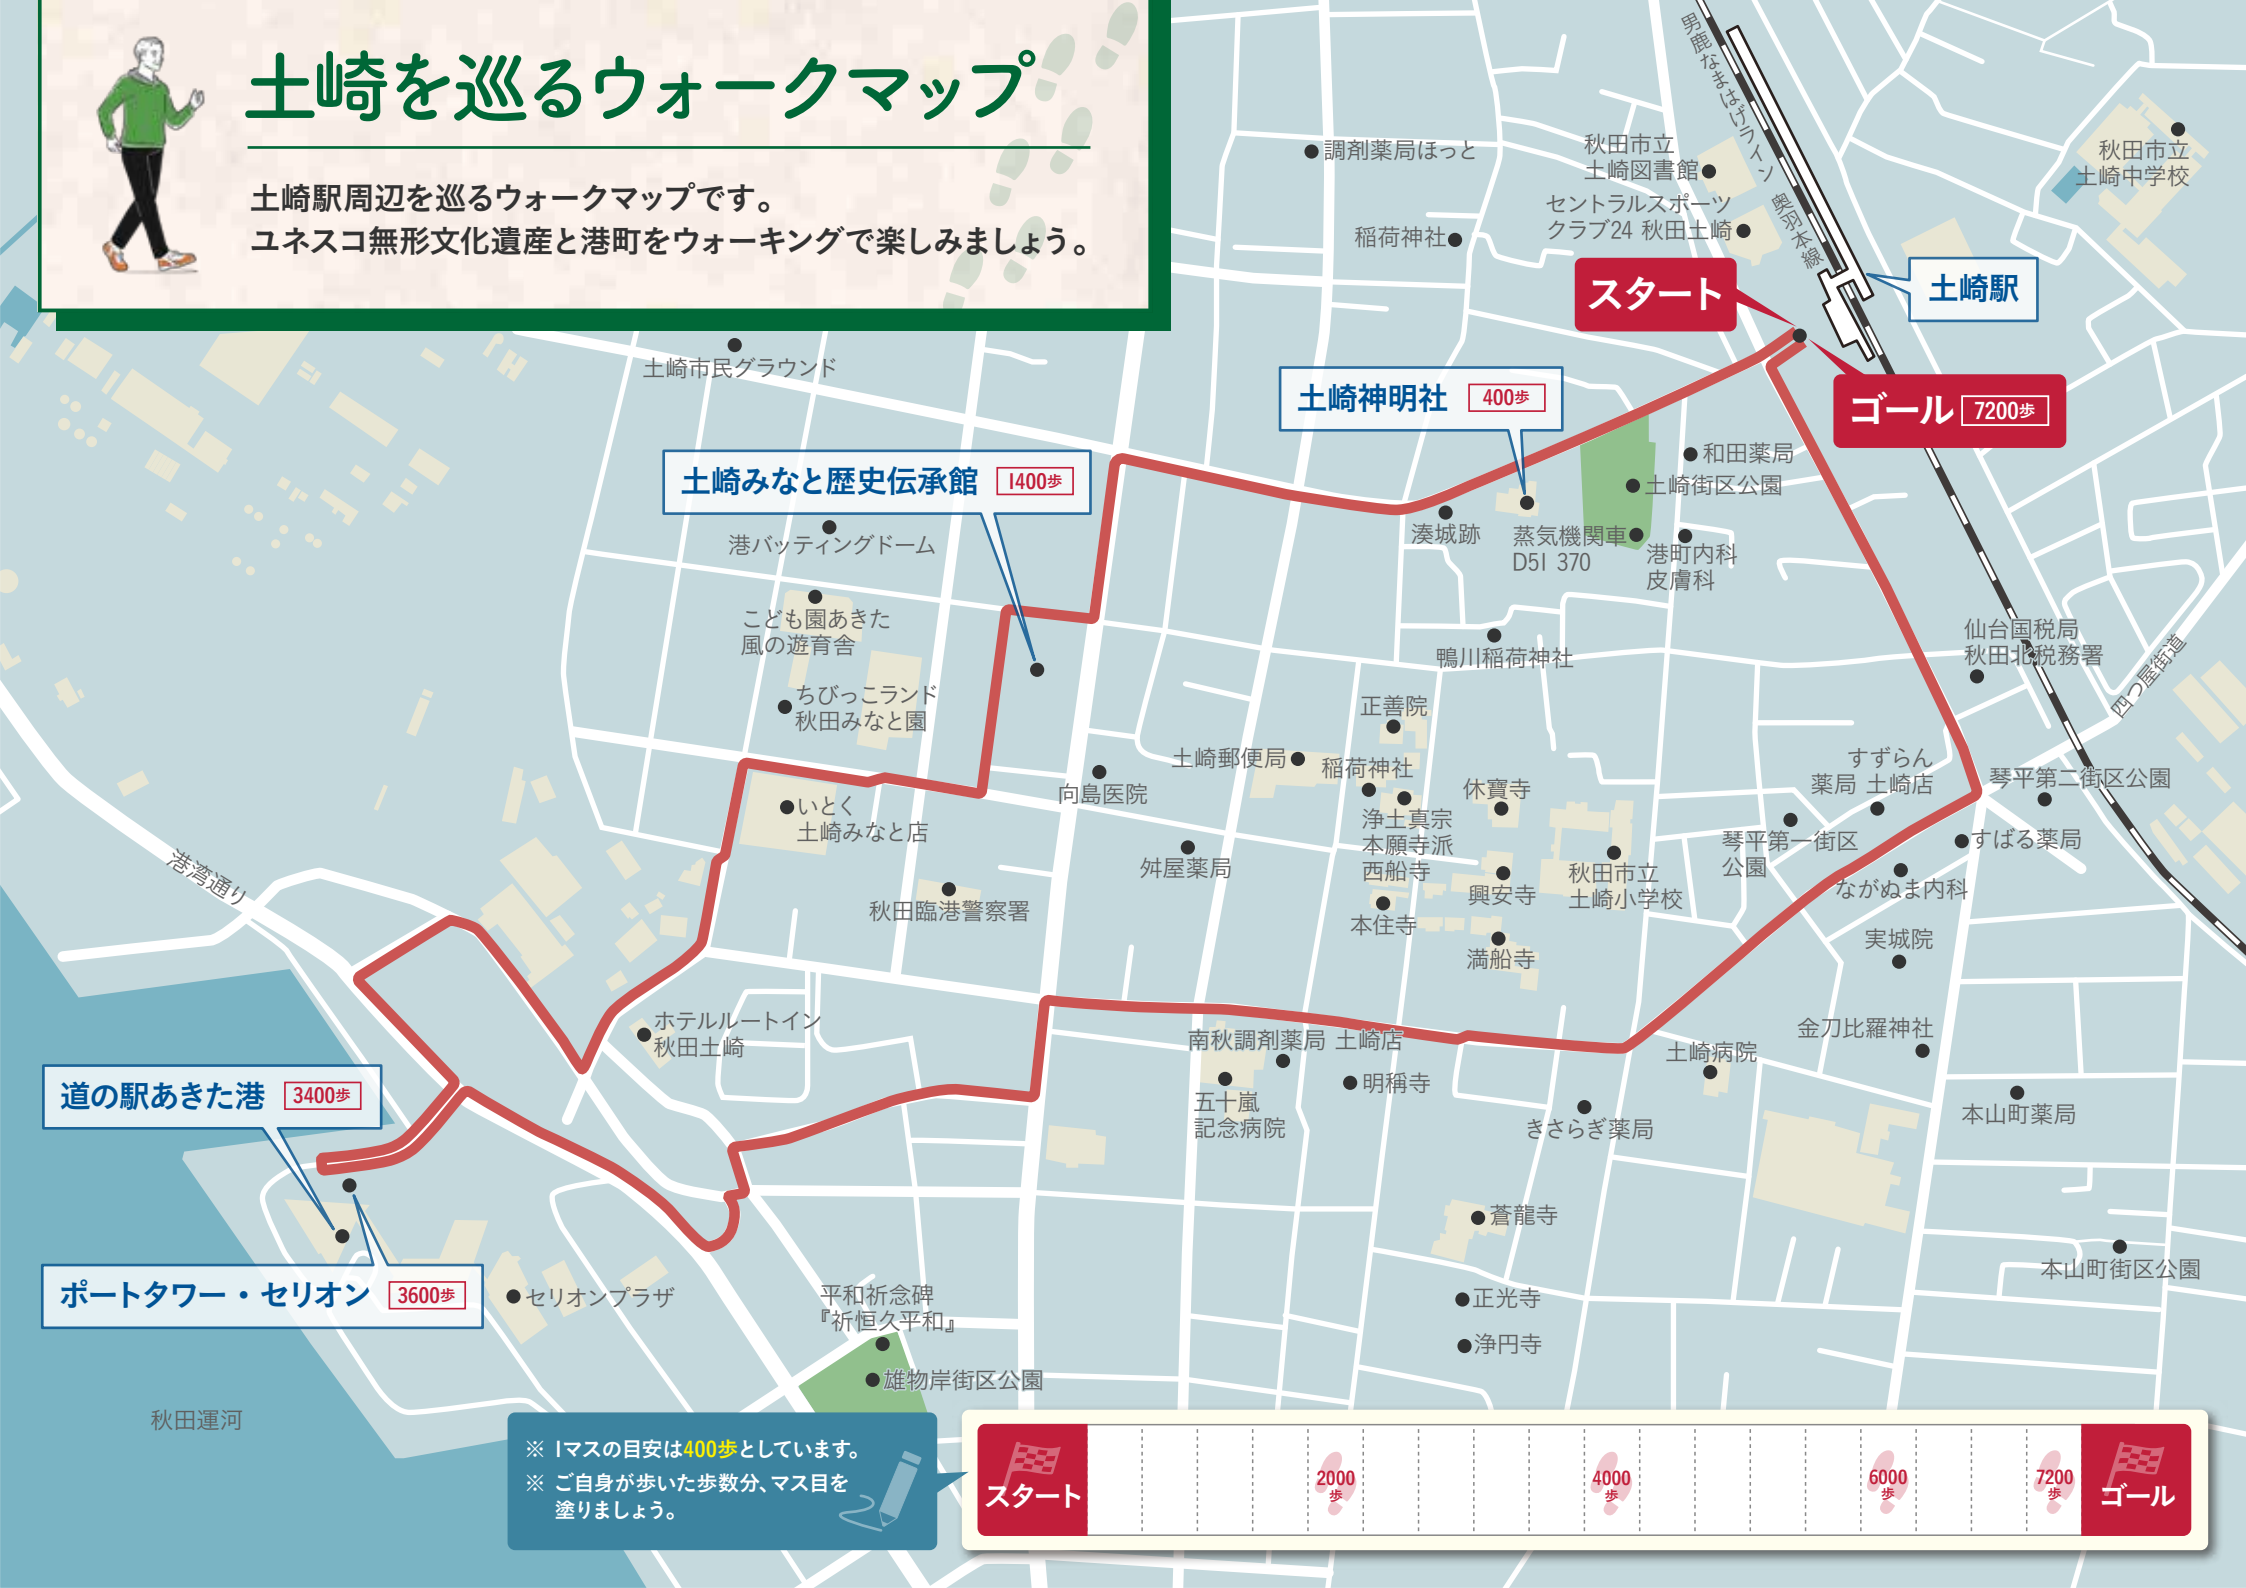 土崎を巡るウォークマップ
土崎駅周辺を巡るウォークマップです。
ユネスコ無形文化遺産と港町をウォーキングで楽しみましょう。
男鹿なまはげライン
奥羽本線
調剤薬局ほっと
秋田市立
土崎図書館
セントラルスポーツ
クラブ24 秋田土崎
稲荷神社
秋田市立
土崎中学校
土崎駅
スタート
ゴール 7200歩
土崎市民グラウンド
土崎神明社 400歩
土崎みなと歴史伝承館 1400歩
和田薬局
土崎街区公園
湊城跡
蒸気機関車
D51 370
港町内科
皮膚科
港バッティングドーム
こども園あきた
風の遊育舎
ちびっこランド
秋田みなと園
鴨川稲荷神社
仙台国税局
秋田北税務署
四つ屋街道
正善院
土崎郵便局
稲荷神社
向島医院
休寶寺
すずらん
薬局 土崎店
琴平第二街区公園
いとく
土崎みなと店
浄土真宗
本願寺派
西船寺
琴平第一街区
公園
すばる薬局
舛屋薬局
秋田市立
土崎小学校
興安寺
ながぬま内科
港湾通り
秋田臨港警察署
本住寺
満船寺
実城院
ホテルルートイン
秋田土崎
南秋調剤薬局 土崎店
明稱寺
土崎病院
金刀比羅神社
五十嵐
記念病院
きさらぎ薬局
本山町薬局
道の駅あきた港 3400歩
蒼龍寺
本山町街区公園
ポートタワー・セリオン 3600歩
セリオンプラザ
平和祈念碑
『祈恒久平和』
正光寺
浄円寺
雄物岸街区公園
秋田運河
※ 1マスの目安は400歩としています。
※ ご自身が歩いた歩数分、マス目を
塗りましょう。
スタート
2000
歩
4000
歩
6000
歩
7200
歩
ゴール